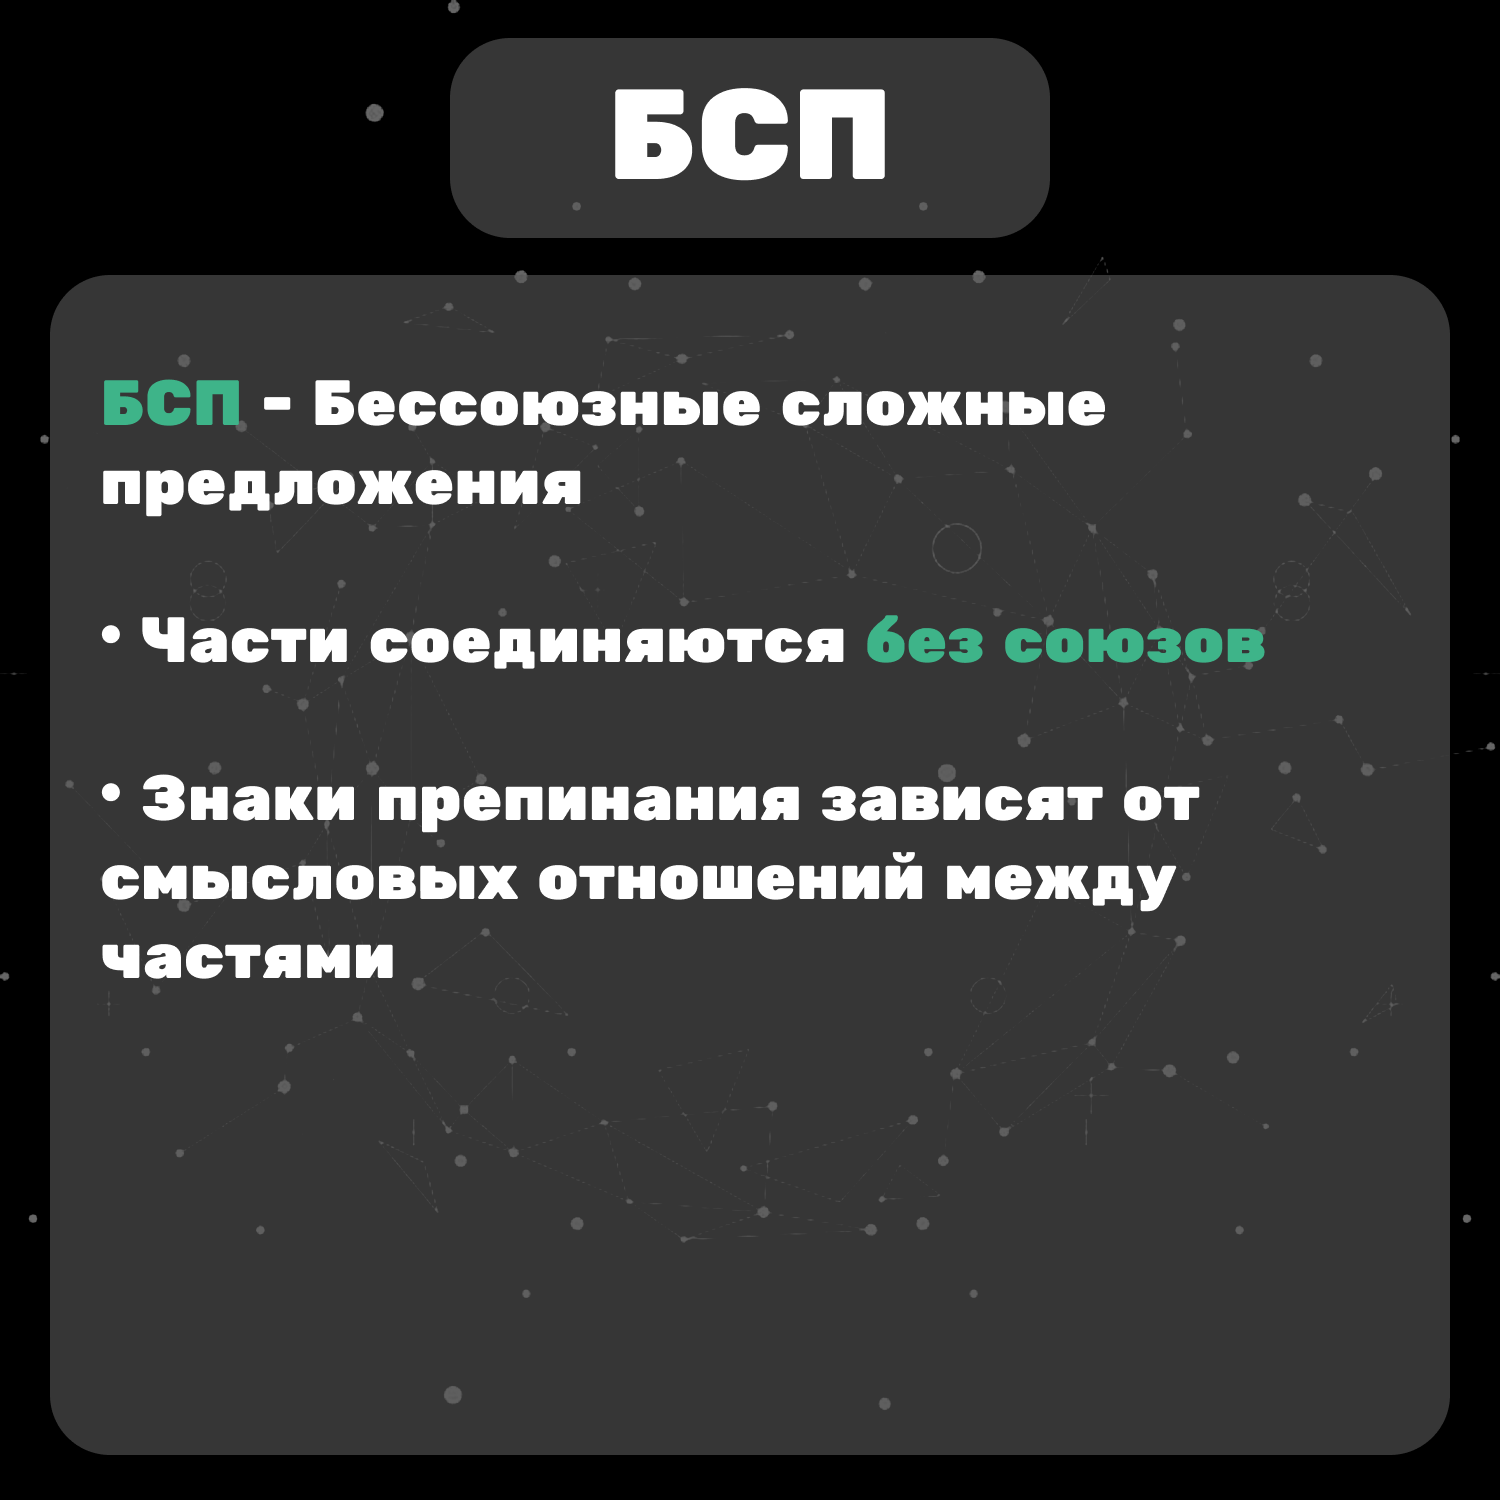 БСП
БСП - Бессоюзные сложные
предложения
• Части соединяются без союзов
• Знаки препинания зависят от
смысловых отношений между
частями